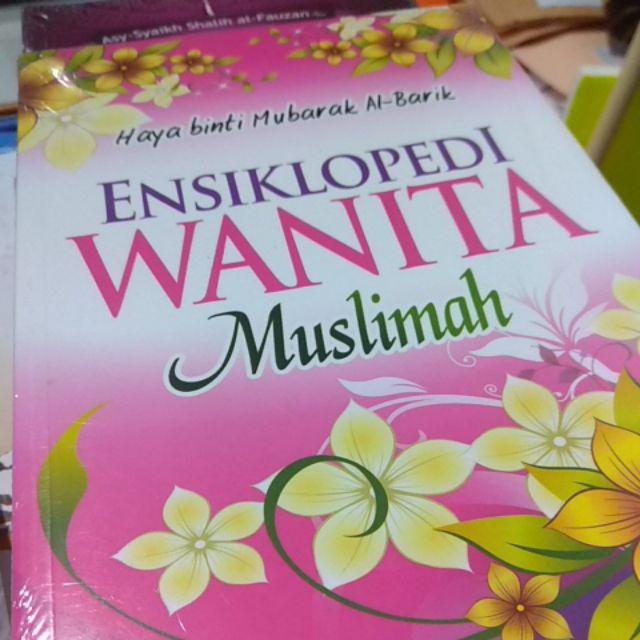 Asy-Syaikh Shalih al-Fauzan
Haya binti Mubarak Al-Barik
ENSIKLOPEDI
WANITA
Muslimah